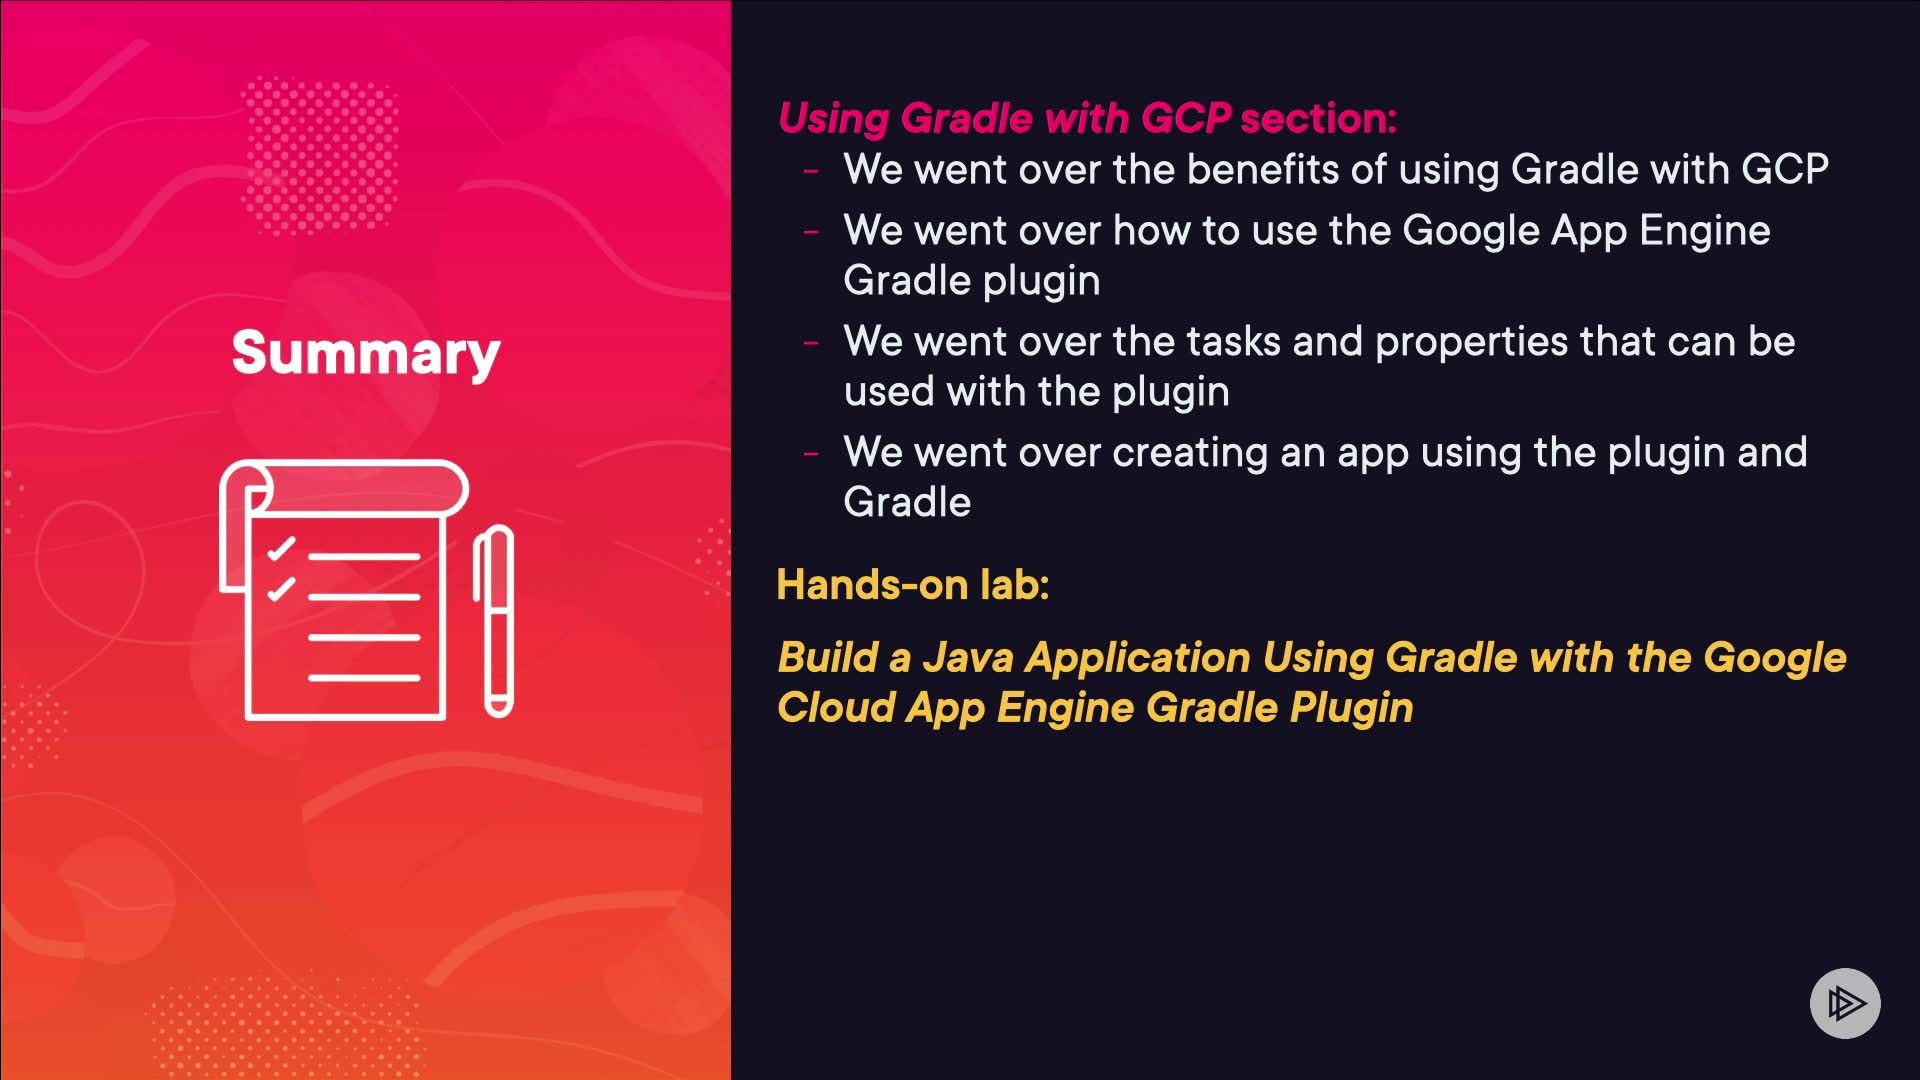 Summary
Using Gradle with GCP section:
- We went over the benefits of using Gradle with GCP
- We went over how to use the Google App Engine
Gradle plugin
- We went over the tasks and properties that can be
used with the plugin
- We went over creating an app using the plugin and
Gradle
Hands-on lab:
Build a Java Application Using Gradle with the Google
Cloud App Engine Gradle Plugin